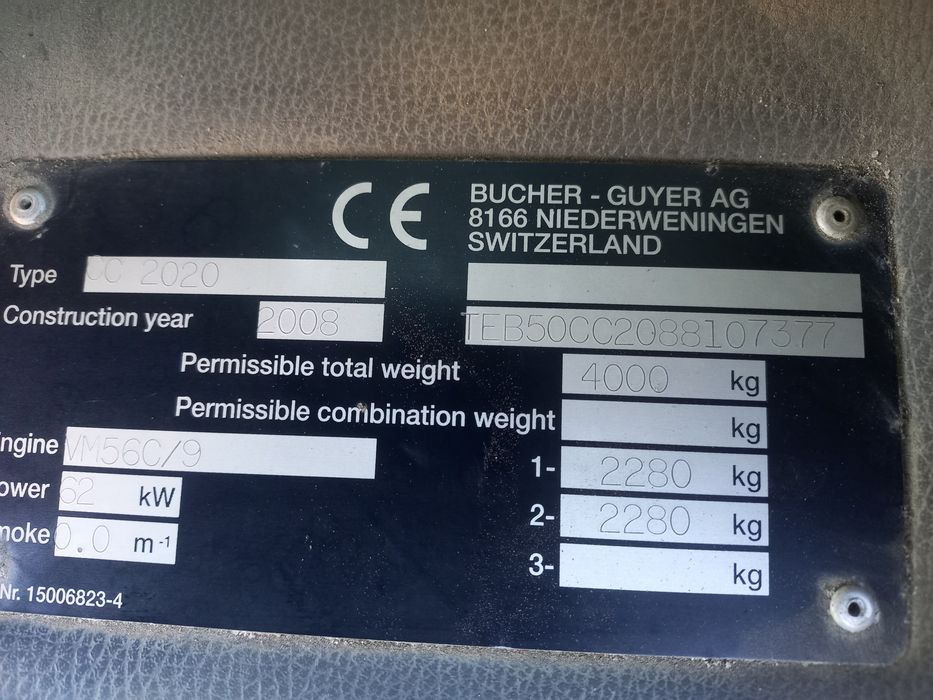 CE
BUCHER - GUYER AG
8166 NIEDERWENINGEN
SWITZERLAND
Type CC 2020
Construction year 2008
TEB50CC2088107377
Permissible total weight 4000 kg
Permissible combination weight kg
ngine VM56C/9
1- 2280 kg
ower 62 kW
2- 2280 kg
moke 0.0 m-1
3- kg
Nr. 15006823-4